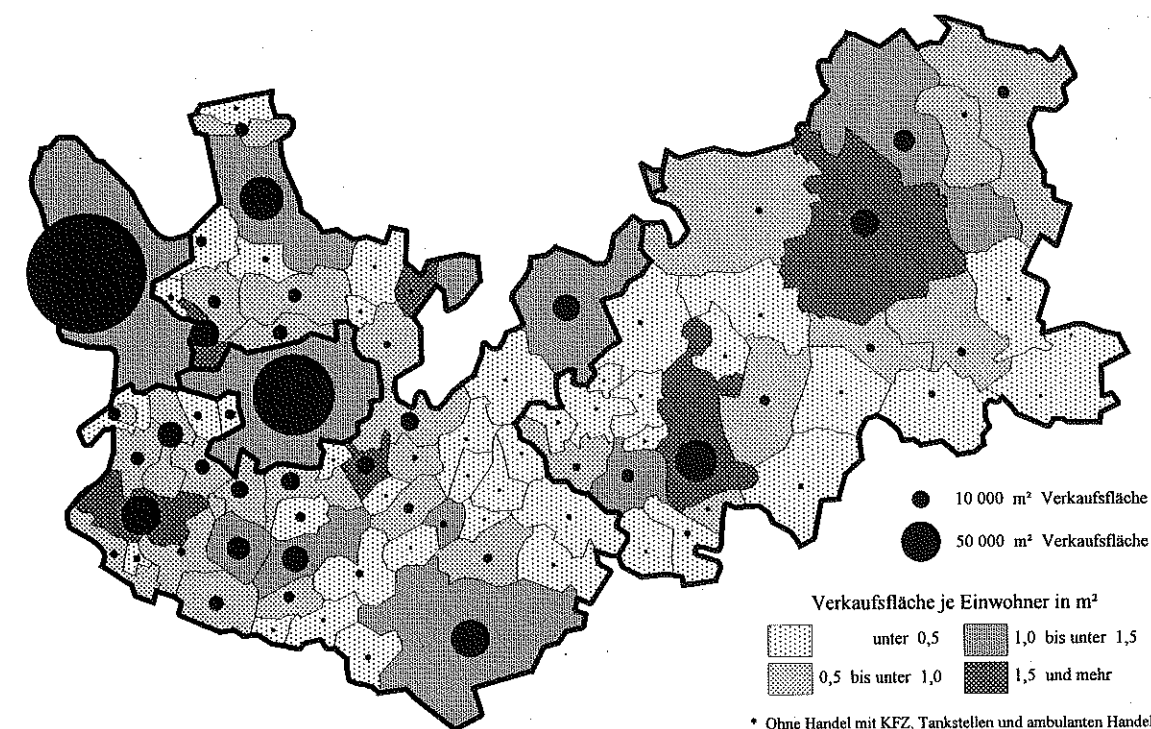 10 000 m² Verkaufsfläche
50 000 m² Verkaufsfläche
Verkaufsfläche je Einwohner in m²
unter 0,5
1,0 bis unter 1,5
0,5 bis unter 1,0
1,5 und mehr
* Ohne Handel mit KFZ, Tankstellen und ambulanten Handel